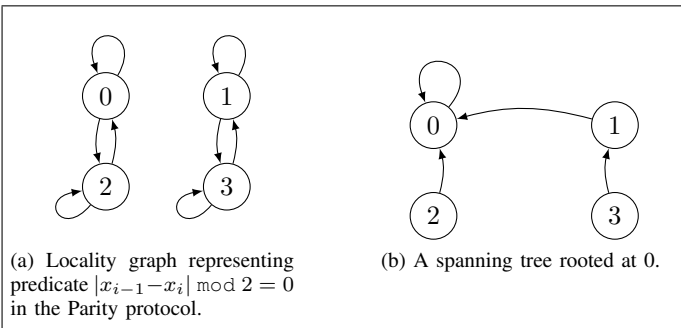 0
1
2
3
(a) Locality graph representing
predicate |x_{i−1}−x_i| mod 2 = 0
in the Parity protocol.
0
1
2
3
(b) A spanning tree rooted at 0.